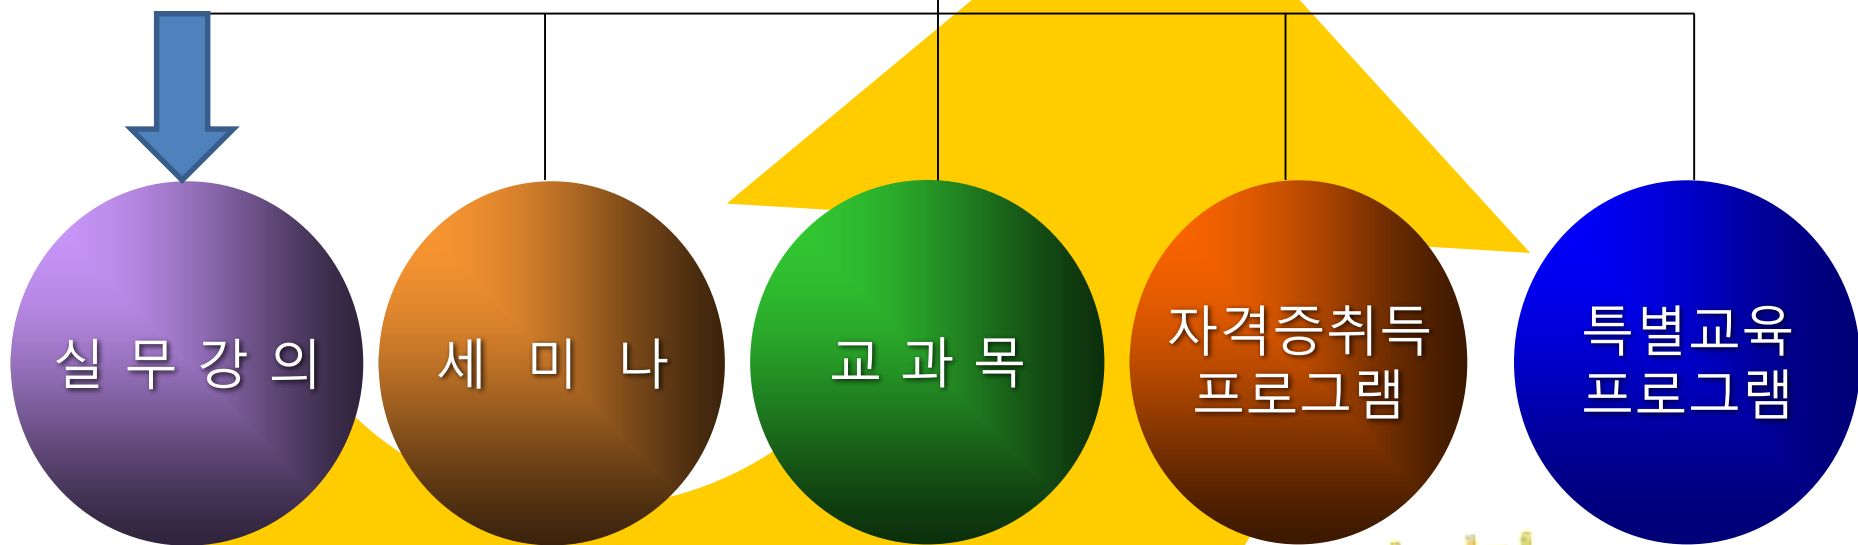 실 무 강 의
세 미 나
교 과 목
자격증취득
프로그램
특별교육
프로그램